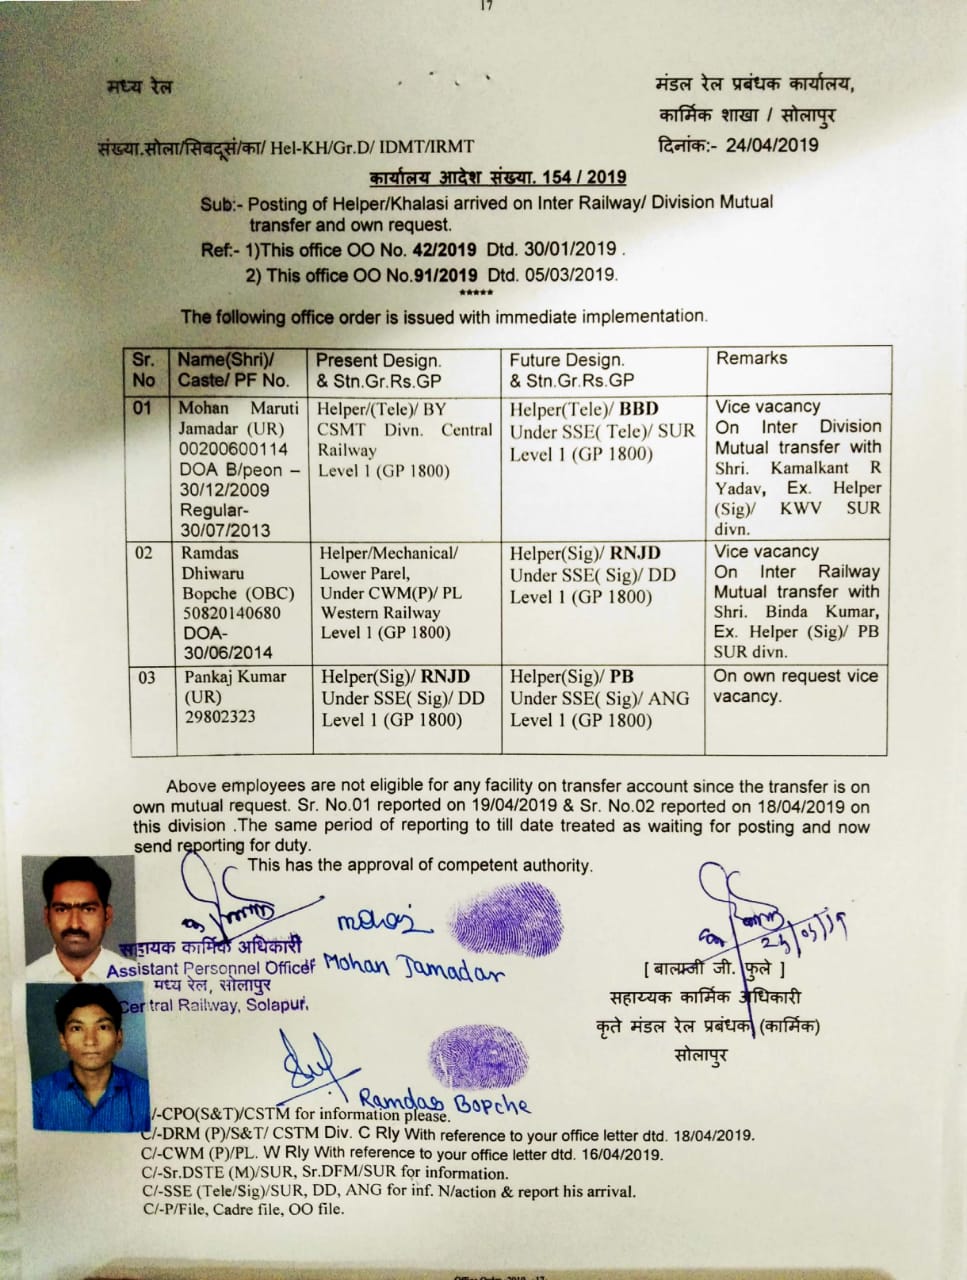 17
मध्य रेल
मंडल रेल प्रबंधक कार्यालय,
कार्मिक शाखा / सोलापुर
संख्या.सोला/सिवदूसं/का/ Hel-KH/Gr.D/ IDMT/IRMT
दिनांक:- 24/04/2019
कार्यालय आदेश संख्या. 154 / 2019
Sub:- Posting of Helper/Khalasi arrived on Inter Railway/ Division Mutual
transfer and own request.
Ref:- 1)This office OO No. 42/2019 Dtd. 30/01/2019 .
2) This office OO No.91/2019 Dtd. 05/03/2019.
*****
The following office order is issued with immediate implementation.
Sr. No
Name(Shri)/
Caste/ PF No.
Present Design.
& Stn.Gr.Rs.GP
Future Design.
& Stn.Gr.Rs.GP
Remarks
01
Mohan Maruti
Jamadar (UR)
00200600114
DOA B/peon –
30/12/2009
Regular-
30/07/2013
Helper/(Tele)/ BY
CSMT Divn. Central
Railway
Level 1 (GP 1800)
Helper(Tele)/ BBD
Under SSE( Tele)/ SUR
Level 1 (GP 1800)
Vice vacancy
On Inter Division
Mutual transfer with
Shri. Kamalkant R
Yadav, Ex. Helper
(Sig)/ KWV SUR
divn.
02
Ramdas
Dhiwaru
Bopche (OBC)
50820140680
DOA-
30/06/2014
Helper/Mechanical/
Lower Parel,
Under CWM(P)/ PL
Western Railway
Level 1 (GP 1800)
Helper(Sig)/ RNJD
Under SSE( Sig)/ DD
Level 1 (GP 1800)
Vice vacancy
On Inter Railway
Mutual transfer with
Shri. Binda Kumar,
Ex. Helper (Sig)/ PB
SUR divn.
03
Pankaj Kumar
(UR)
29802323
Helper(Sig)/ RNJD
Under SSE( Sig)/ DD
Level 1 (GP 1800)
Helper(Sig)/ PB
Under SSE( Sig)/ ANG
Level 1 (GP 1800)
On own request vice
vacancy.
Above employees are not eligible for any facility on transfer account since the transfer is on
own mutual request. Sr. No.01 reported on 19/04/2019 & Sr. No.02 reported on 18/04/2019 on
this division .The same period of reporting to till date treated as waiting for posting and now
send reporting for duty.
This has the approval of competent authority.
सहायक कार्मिक अधिकारी
Assistant Personnel Officer
मध्य रेल, सोलापुर
Central Railway, Solapur.
Mohan Jamadar
[ बालाजी जी. फुले ]
सहाय्यक कार्मिक अधिकारी
कृते मंडल रेल प्रबंधक (कार्मिक)
सोलापुर
Ramdas Bopche
C/-CPO(S&T)/CSTM for information please.
C/-DRM (P)/S&T/ CSTM Div. C Rly With reference to your office letter dtd. 18/04/2019.
C/-CWM (P)/PL. W Rly With reference to your office letter dtd. 16/04/2019.
C/-Sr.DSTE (M)/SUR, Sr.DFM/SUR for information.
C/-SSE (Tele/Sig)/SUR, DD, ANG for inf. N/action & report his arrival.
C/-P/File, Cadre file, OO file.